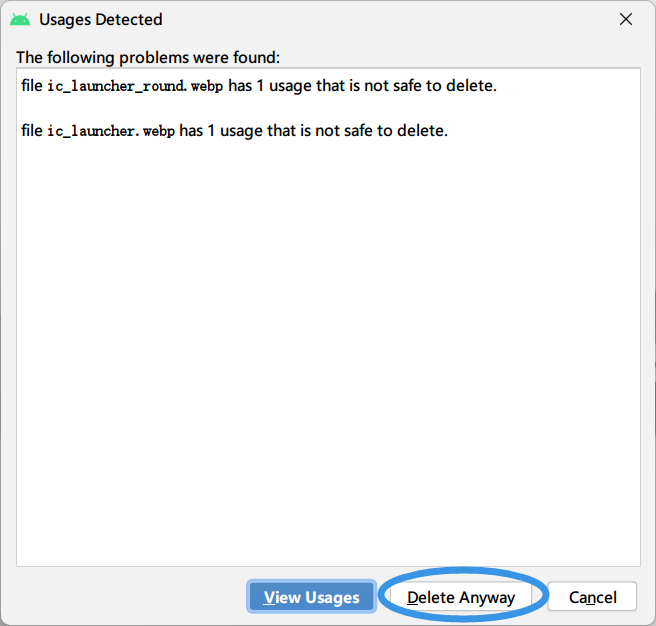 Usages Detected
The following problems were found:
file ic_launcher_round.webp has 1 usage that is not safe to delete.
file ic_launcher.webp has 1 usage that is not safe to delete.
View Usages Delete Anyway Cancel